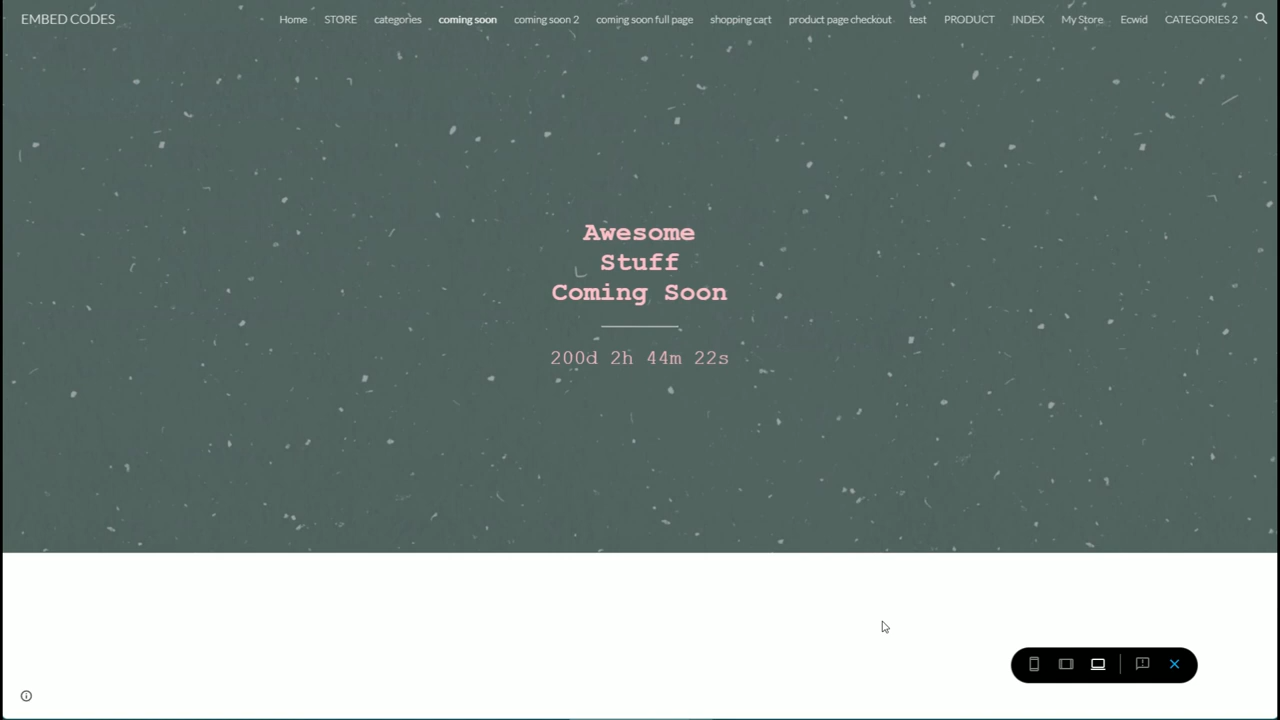 EMBED CODES
Home STORE categories coming soon coming soon 2 coming soon full page shopping cart product page checkout test PRODUCT INDEX My Store Ecwid CATEGORIES 2
Awesome
Stuff
Coming Soon
200d 2h 44m 22s